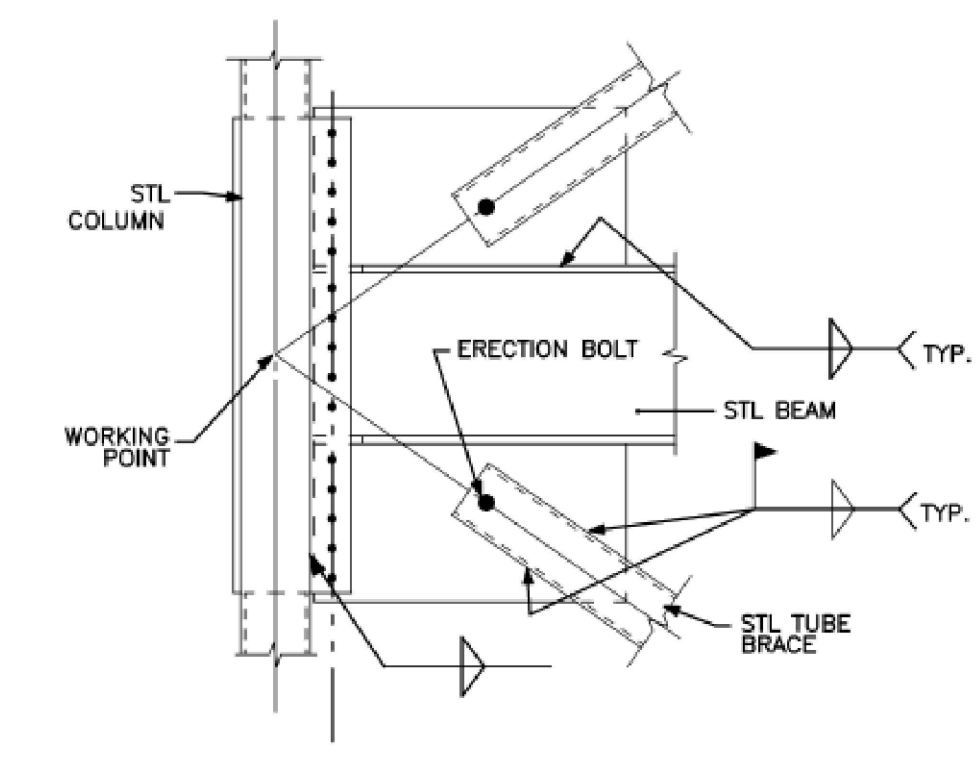 STL
COLUMN
ERECTION BOLT
TYP.
STL BEAM
WORKING
POINT
TYP.
STL TUBE
BRACE